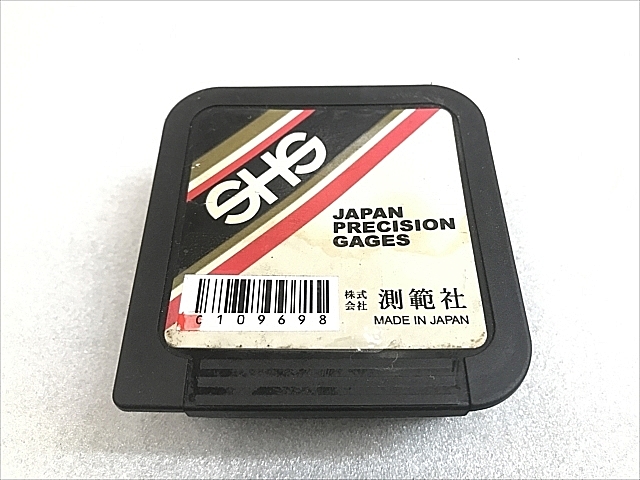 SHS
JAPAN
PRECISION
GAGES
株式会社 測範社
MADE IN JAPAN
C109698